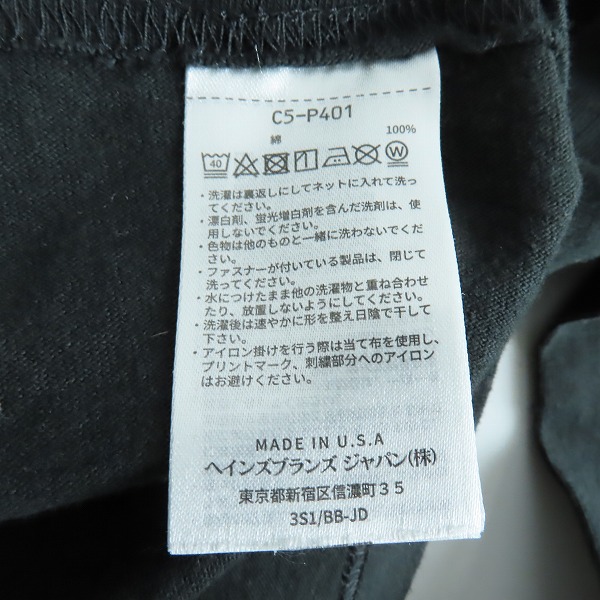 C5-P401
綿 100%
40 W
・洗濯は裏返しにしてネットに入れて洗っ
てください。
・漂白剤、蛍光増白剤を含んだ洗剤は、使
用しないでください。
・色物は他のものと一緒に洗わないでくだ
さい。
・ファスナーが付いている製品は、閉じて
洗ってください。
・水につけたまま他の洗濯物と重ね合わせ
たり、放置しないようにしてください。
・洗濯後は速やかに形を整え日陰で干して
下さい。
・アイロン掛けを行う際は当て布を使用し、
プリントマーク、刺繍部分へのアイロン
はお避けください。
MADE IN U.S.A
ヘインズブランズ ジャパン(株)
東京都新宿区信濃町35
3S1/BB-JD